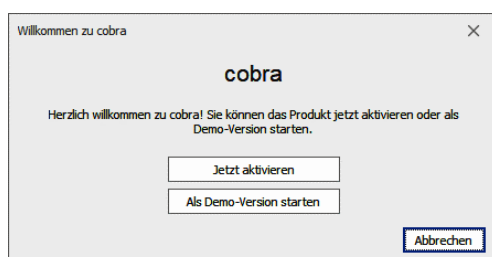 Willkommen zu cobra
cobra
Herzlich willkommen zu cobra! Sie können das Produkt jetzt aktivieren oder als
Demo-Version starten.
Jetzt aktivieren
Als Demo-Version starten
Abbrechen